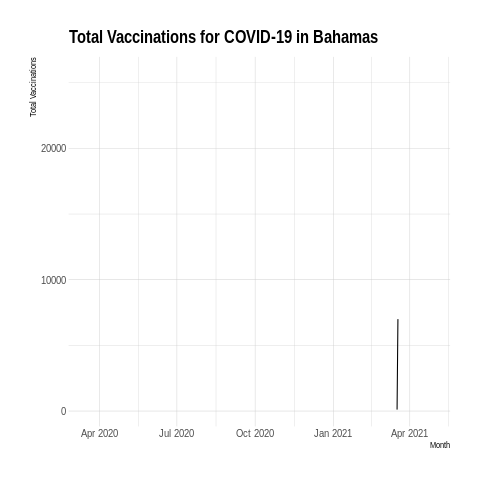 Total Vaccinations for COVID-19 in Bahamas
Total Vaccinations
20000
10000
0
Apr 2020 Jul 2020 Oct 2020 Jan 2021 Apr 2021
Month